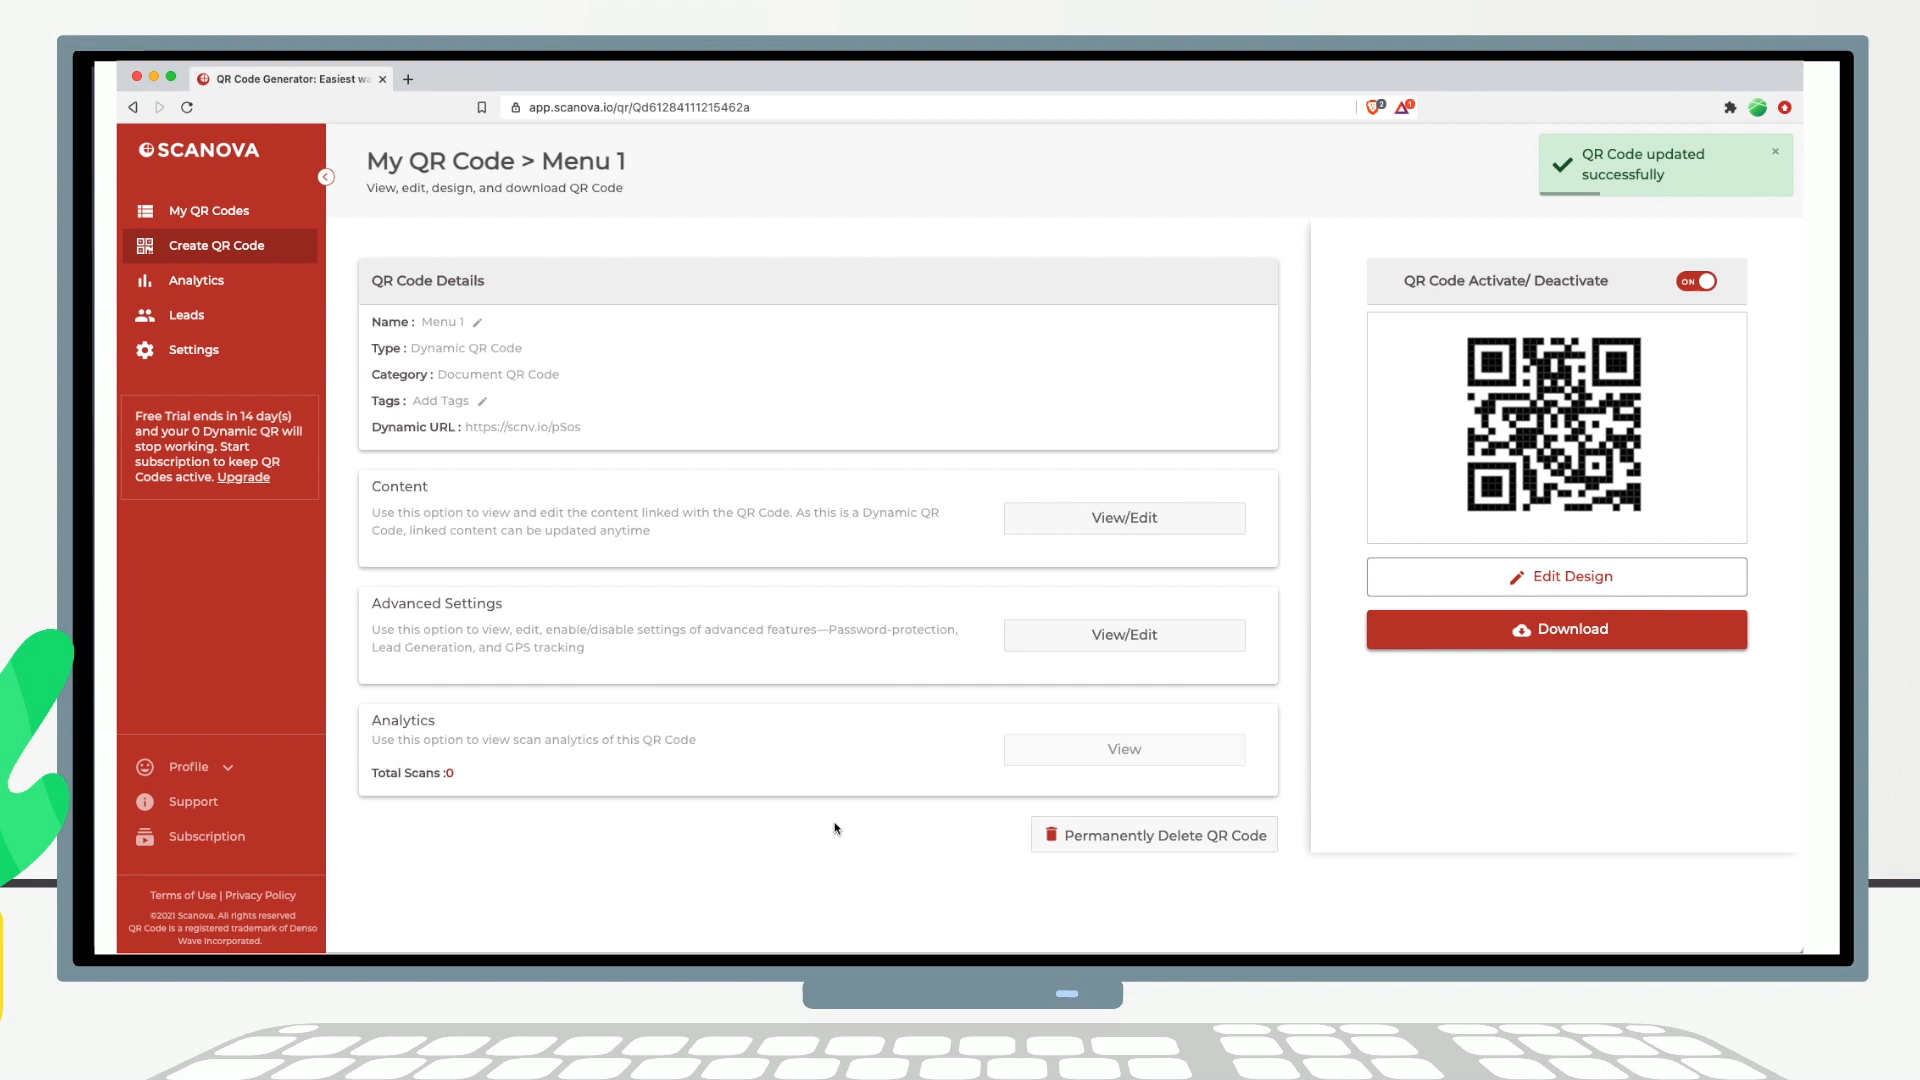 QR Code Generator: Easiest wa
app.scanova.io/qr/Qd61284111215462a
2
1
SCANOVA
My QR Codes
Create QR Code
Analytics
Leads
Settings
Free Trial ends in 14 day(s)
and your 0 Dynamic QR will
stop working. Start
subscription to keep QR
Codes active. Upgrade
Profile
Support
Subscription
Terms of Use | Privacy Policy
©2021 Scanova. All rights reserved
QR Code is a registered trademark of Denso
Wave Incorporated.
My QR Code > Menu 1
View, edit, design, and download QR Code
QR Code updated
successfully
QR Code Details
Name : Menu 1
Type : Dynamic QR Code
Category : Document QR Code
Tags : Add Tags
Dynamic URL : https://scnv.io/pSos
Content
Use this option to view and edit the content linked with the QR Code. As this is a Dynamic QR
Code, linked content can be updated anytime
View/Edit
Advanced Settings
Use this option to view, edit, enable/disable settings of advanced features—Password-protection,
Lead Generation, and GPS tracking
View/Edit
Analytics
Use this option to view scan analytics of this QR Code
Total Scans :0
View
Permanently Delete QR Code
QR Code Activate/ Deactivate
ON
Edit Design
Download